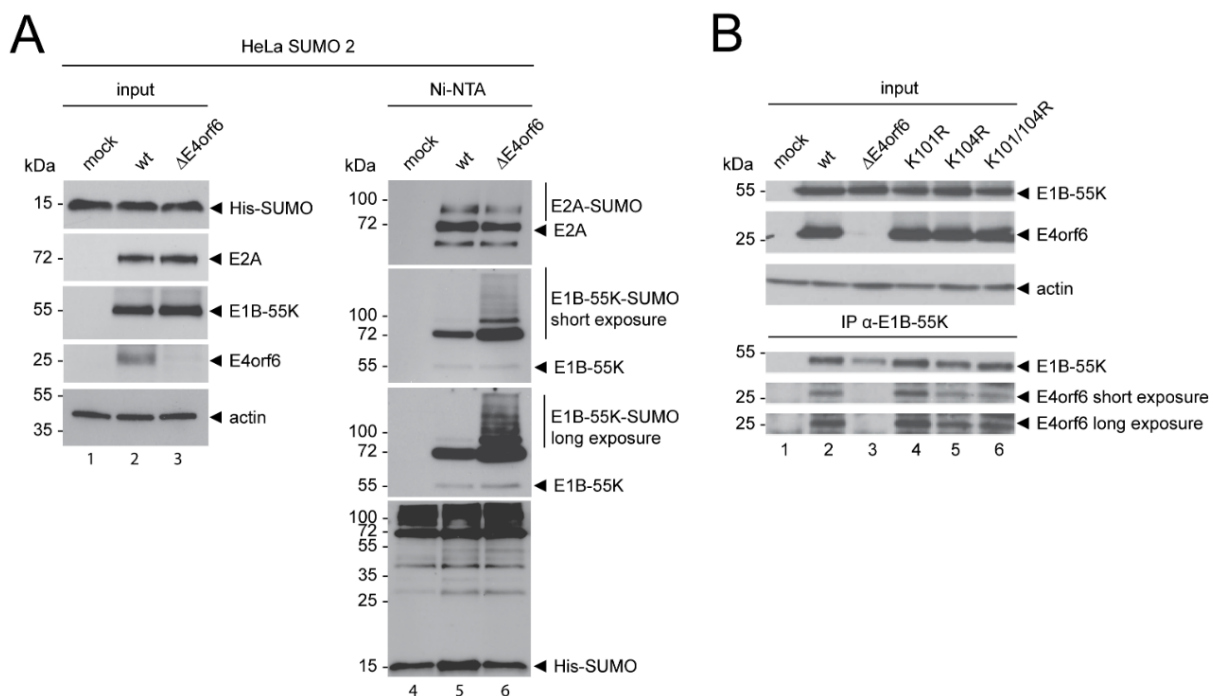 A
HeLa SUMO 2
input
kDa
mock
wt
ΔE4orf6
15 - His-SUMO
72 - E2A
55 - E1B-55K
25 - E4orf6
55 -
35 - actin
1 2 3
Ni-NTA
kDa
mock
wt
ΔE4orf6
100 - E2A-SUMO
72 - E2A
E1B-55K-SUMO
100 - short exposure
72 -
55 - E1B-55K
E1B-55K-SUMO
100 - long exposure
72 -
55 - E1B-55K
100 -
72 -
55 -
35 -
25 -
15 - His-SUMO
4 5 6
B
input
kDa
mock
wt
ΔE4orf6
K101R
K104R
K101/104R
55 - E1B-55K
25 - E4orf6
actin
IP α-E1B-55K
55 - E1B-55K
25 - E4orf6 short exposure
25 - E4orf6 long exposure
1 2 3 4 5 6